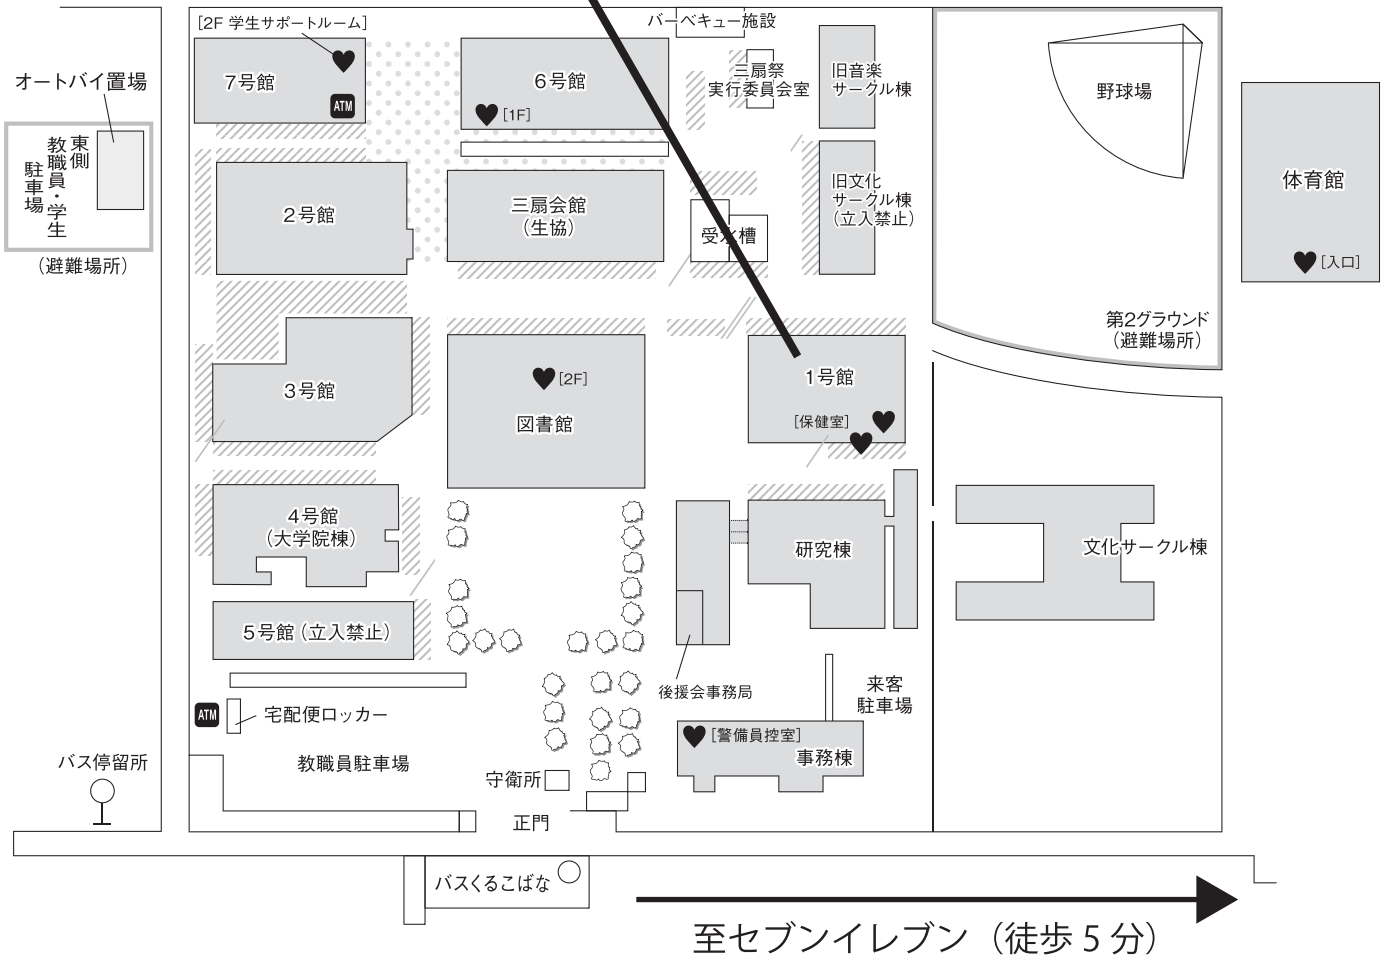 [2F 学生サポートルーム]
バーベキュー施設
7号館
ATM
6号館
[1F]
三扇祭
実行委員会室
旧音楽
サークル棟
野球場
オートバイ置場
東側
教職員・学生
駐車場
(避難場所)
2号館
三扇会館
(生協)
受水槽
旧文化
サークル棟
(立入禁止)
体育館
[入口]
第2グラウンド
(避難場所)
3号館
[2F]
図書館
1号館
[保健室]
4号館
(大学院棟)
研究棟
文化サークル棟
5号館(立入禁止)
後援会事務局
来客
駐車場
ATM
宅配便ロッカー
[警備員控室]
事務棟
バス停留所
教職員駐車場
守衛所
正門
バスくるこばな
至セブンイレブン(徒歩5分)